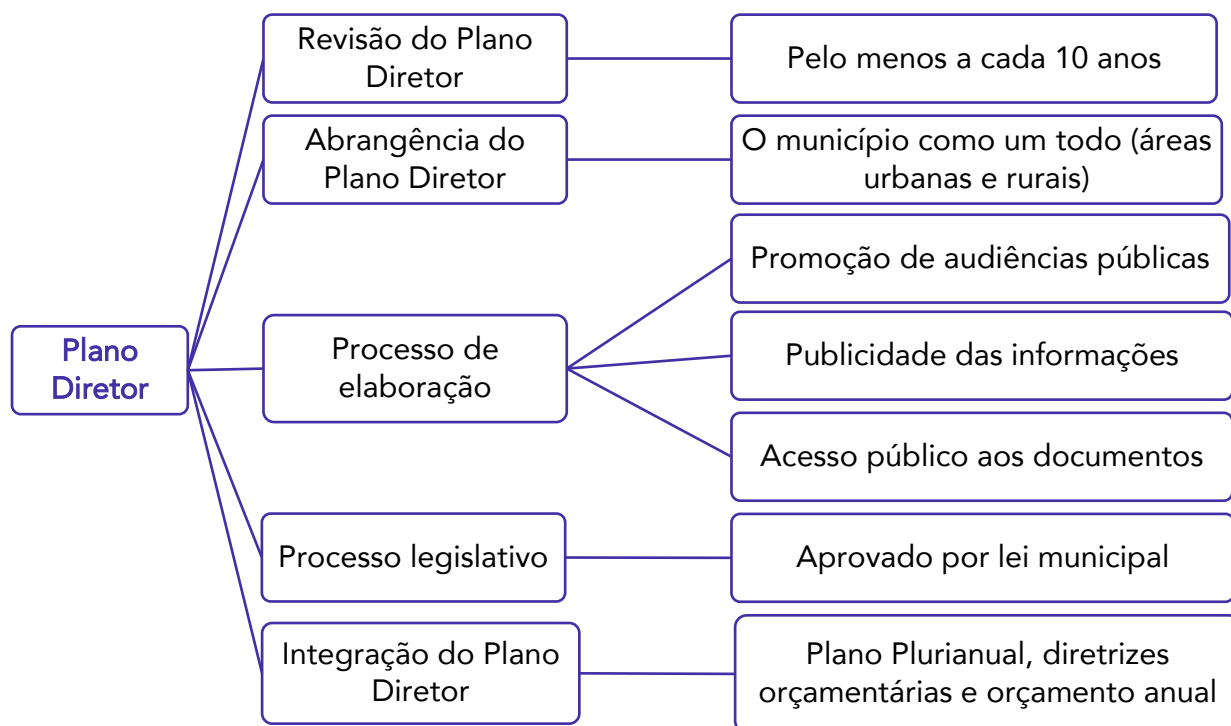 Plano
Diretor
Revisão do Plano
Diretor
Pelo menos a cada 10 anos
Abrangência do
Plano Diretor
O município como um todo (áreas
urbanas e rurais)
Processo de
elaboração
Promoção de audiências públicas
Publicidade das informações
Acesso público aos documentos
Processo legislativo
Aprovado por lei municipal
Integração do Plano
Diretor
Plano Plurianual, diretrizes
orçamentárias e orçamento anual